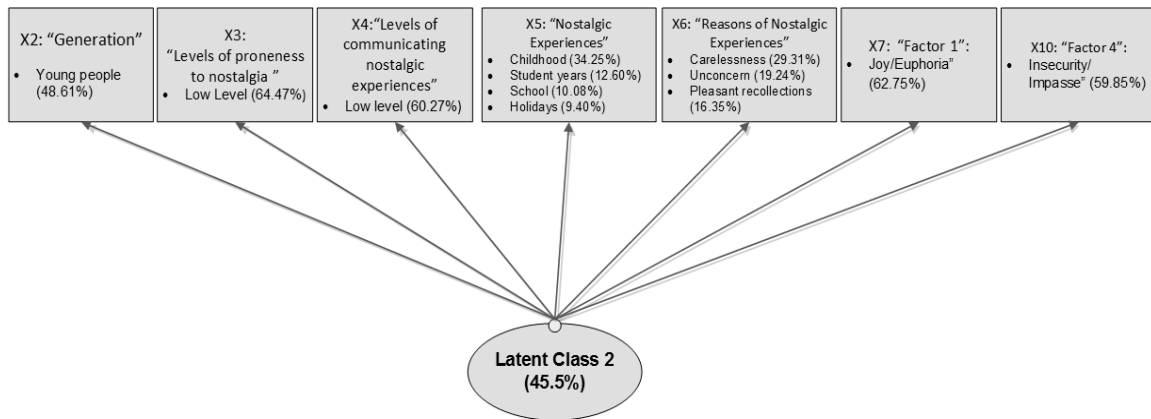 X2: “Generation”
• Young people
(48.61%)
X3:
“Levels of proneness
to nostalgia ”
• Low Level (64.47%)
X4:“Levels of
communicating
nostalgic
experiences”
• Low level (60.27%)
X5: “Nostalgic
Experiences”
• Childhood (34.25%)
• Student years (12.60%)
• School (10.08%)
• Holidays (9.40%)
X6: “Reasons of Nostalgic
Experiences”
• Carelessness (29.31%)
• Unconcern (19.24%)
• Pleasant recollections
(16.35%)
X7: “Factor 1”:
Joy/Euphoria”
(62.75%)
X10: “Factor 4”:
Insecurity/
Impasse” (59.85%)
Latent Class 2
(45.5%)